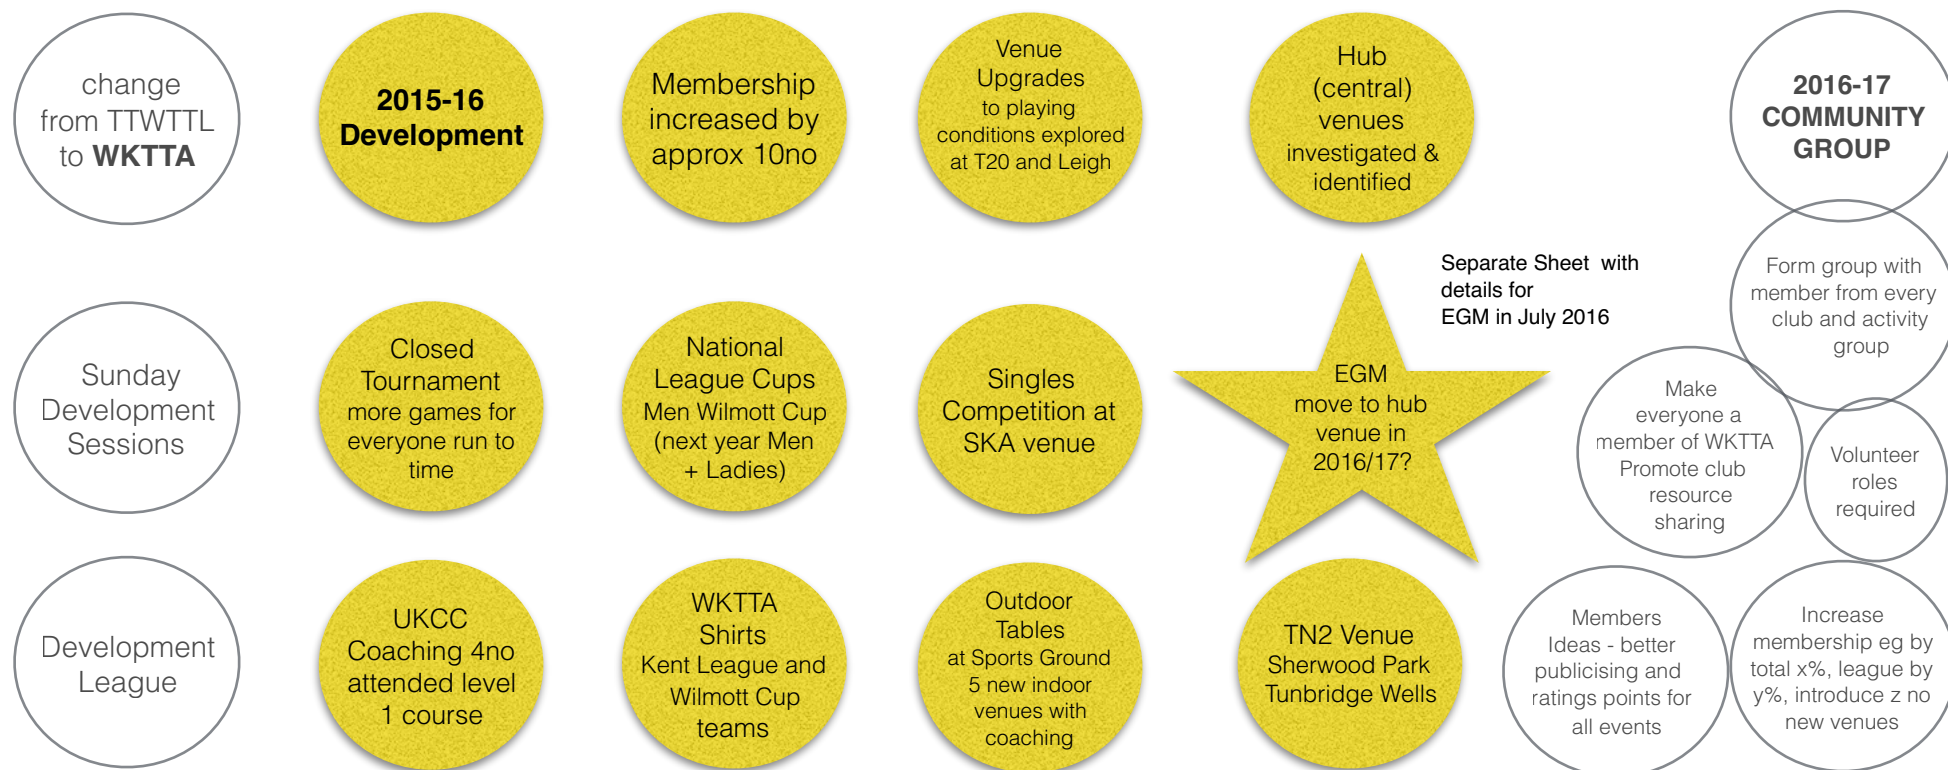 change
from TTWTTL
to WKTTA
2015-16
Development
Membership
increased by
approx 10no
Venue
Upgrades
to playing
conditions explored
at T20 and Leigh
Hub
(central)
venues
investigated &
identified
2016-17
COMMUNITY
GROUP
Separate Sheet with
details for
EGM in July 2016
Form group with
member from every
club and activity
group
Sunday
Development
Sessions
Closed
Tournament
more games for
everyone run to
time
National
League Cups
Men Wilmott Cup
(next year Men
+ Ladies)
Singles
Competition at
SKA venue
EGM
move to hub
venue in
2016/17?
Make
everyone a
member of WKTTA
Promote club
resource
sharing
Volunteer
roles
required
Development
League
UKCC
Coaching 4no
attended level
1 course
WKTTA
Shirts
Kent League and
Wilmott Cup
teams
Outdoor
Tables
at Sports Ground
5 new indoor
venues with
coaching
TN2 Venue
Sherwood Park
Tunbridge Wells
Members
Ideas - better
publicising and
ratings points for
all events
Increase
membership eg by
total x%, league by
y%, introduce z no
new venues